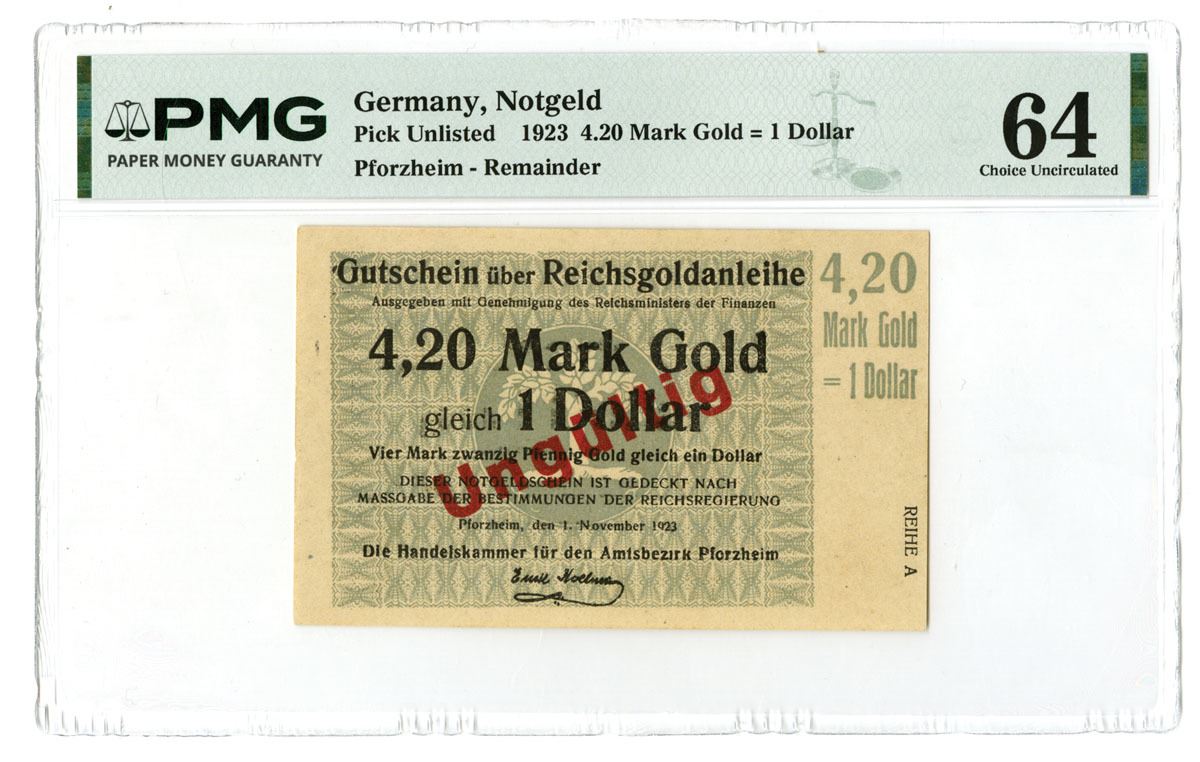 PMG
PAPER MONEY GUARANTY
Germany, Notgeld
Pick Unlisted 1923 4.20 Mark Gold = 1 Dollar
Pforzheim - Remainder
64
Choice Uncirculated
Gutschein über Reichsgoldanleihe
Ausgegeben mit Genehmigung des Reichsministers der Finanzen
4,20 Mark Gold
gleich 1 Dollar
Vier Mark zwanzig Pfennig Gold gleich ein Dollar
DIESER NOTGELDSCHEIN IST GEDECKT NACH
MASSGABE DER BESTIMMUNGEN DER REICHSREGIERUNG
Pforzheim, den 1. November 1923
Die Handelskammer für den Amtsbezirk Pforzheim
Ungültig
4,20
Mark Gold
= 1 Dollar
REIHE A